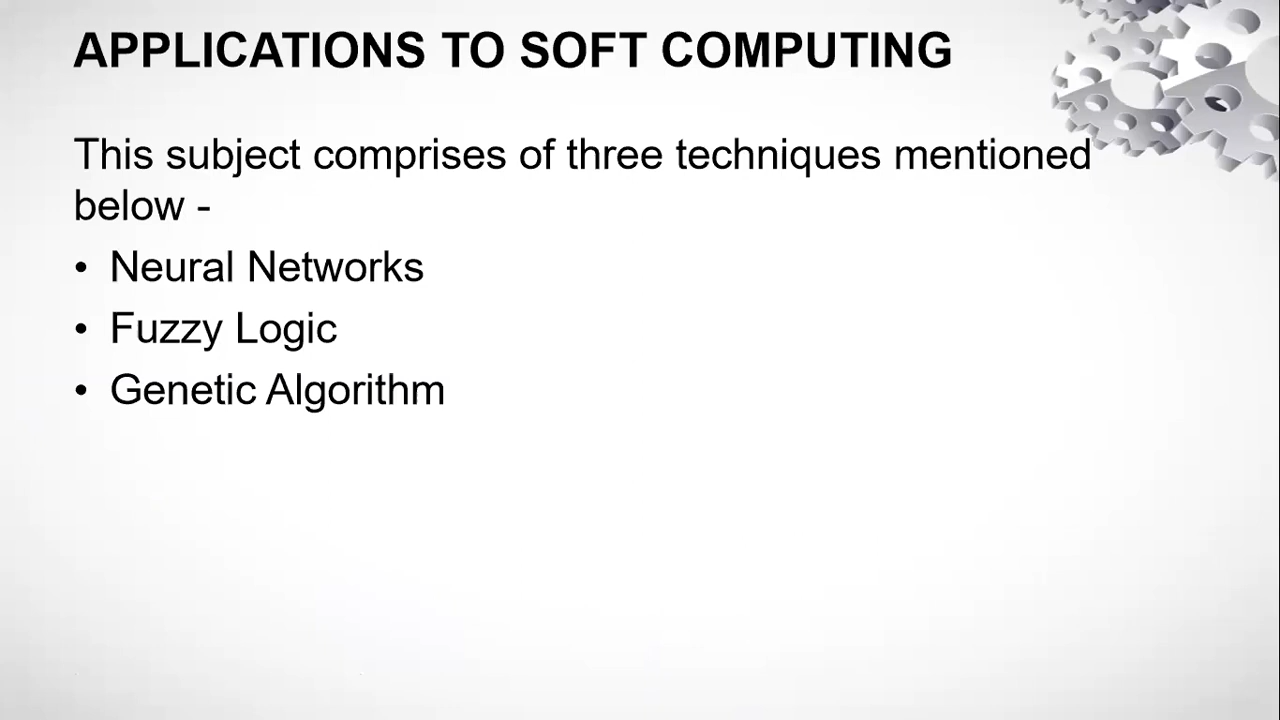 APPLICATIONS TO SOFT COMPUTING
This subject comprises of three techniques mentioned
below -
• Neural Networks
• Fuzzy Logic
• Genetic Algorithm